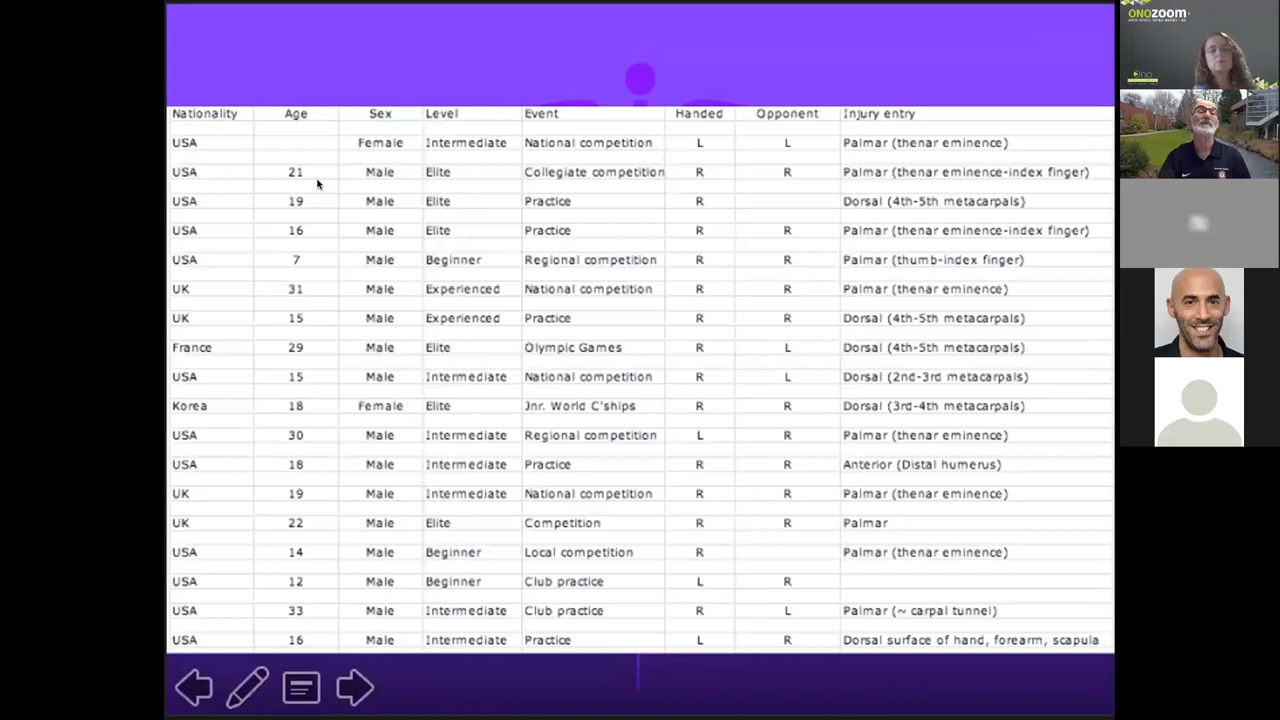 ONOZOOM
Ono
Nationality Age Sex Level Event Handed Opponent Injury entry
USA Female Intermediate National competition L L Palmar (thenar eminence)
USA 21 Male Elite Collegiate competition R R Palmar (thenar eminence-index finger)
USA 19 Male Elite Practice R Dorsal (4th-5th metacarpals)
USA 16 Male Elite Practice R R Palmar (thenar eminence-index finger)
USA 7 Male Beginner Regional competition R R Palmar (thumb-index finger)
UK 31 Male Experienced National competition R R Palmar (thenar eminence)
UK 15 Male Experienced Practice R R Dorsal (4th-5th metacarpals)
France 29 Male Elite Olympic Games R L Dorsal (4th-5th metacarpals)
USA 15 Male Intermediate National competition R L Dorsal (2nd-3rd metacarpals)
Korea 18 Female Elite Jnr. World C'ships R R Dorsal (3rd-4th metacarpals)
USA 30 Male Intermediate Regional competition L R Palmar (thenar eminence)
USA 18 Male Intermediate Practice R R Anterior (Distal humerus)
UK 19 Male Intermediate National competition R R Palmar (thenar eminence)
UK 22 Male Elite Competition R R Palmar
USA 14 Male Beginner Local competition R Palmar (thenar eminence)
USA 12 Male Beginner Club practice L R
USA 33 Male Intermediate Club practice R L Palmar (~ carpal tunnel)
USA 16 Male Intermediate Practice L R Dorsal surface of hand, forearm, scapula